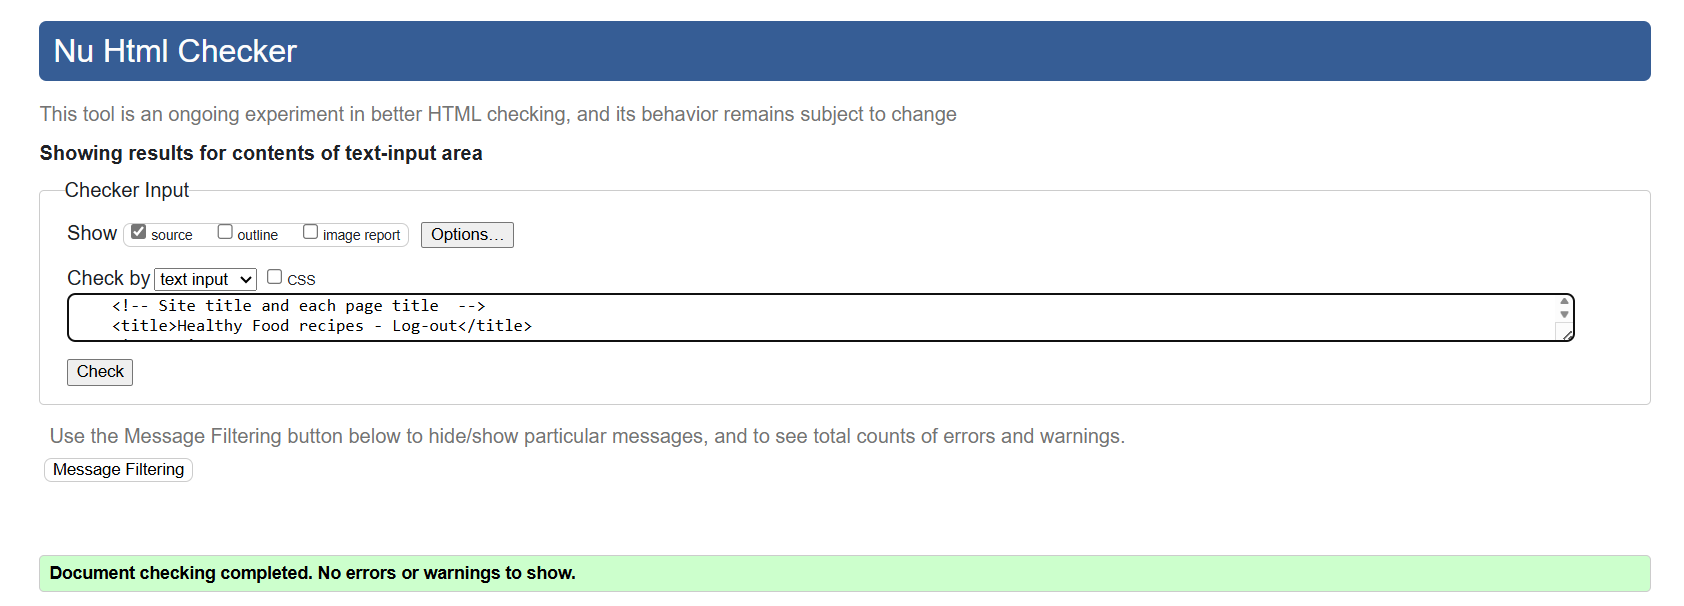 Nu Html Checker
This tool is an ongoing experiment in better HTML checking, and its behavior remains subject to change
Showing results for contents of text-input area
Checker Input
Show source outline image report Options...
Check by text input CSS
<!-- Site title and each page title  -->
<title>Healthy Food recipes - Log-out</title>
Check
Use the Message Filtering button below to hide/show particular messages, and to see total counts of errors and warnings.
Message Filtering
Document checking completed. No errors or warnings to show.